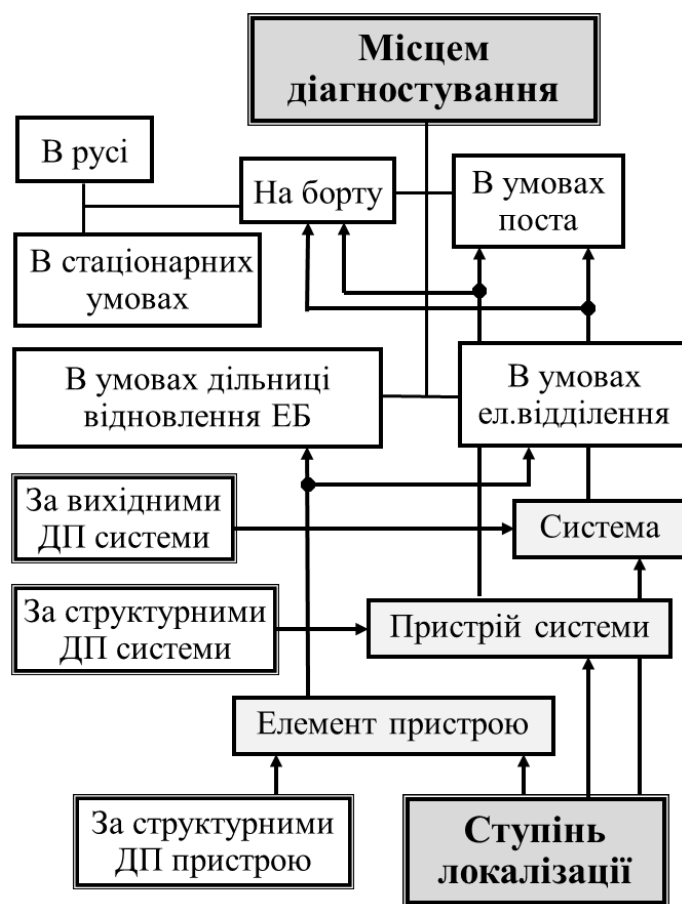 Місцем
діагностування
В русі
На борту
В умовах
поста
В стаціонарних
умовах
В умовах дільниці
відновлення ЕБ
В умовах
ел.відділення
За вихідними
ДП системи
Система
За структурними
ДП системи
Пристрій системи
Елемент пристрою
За структурними
ДП пристрою
Ступінь
локалізації